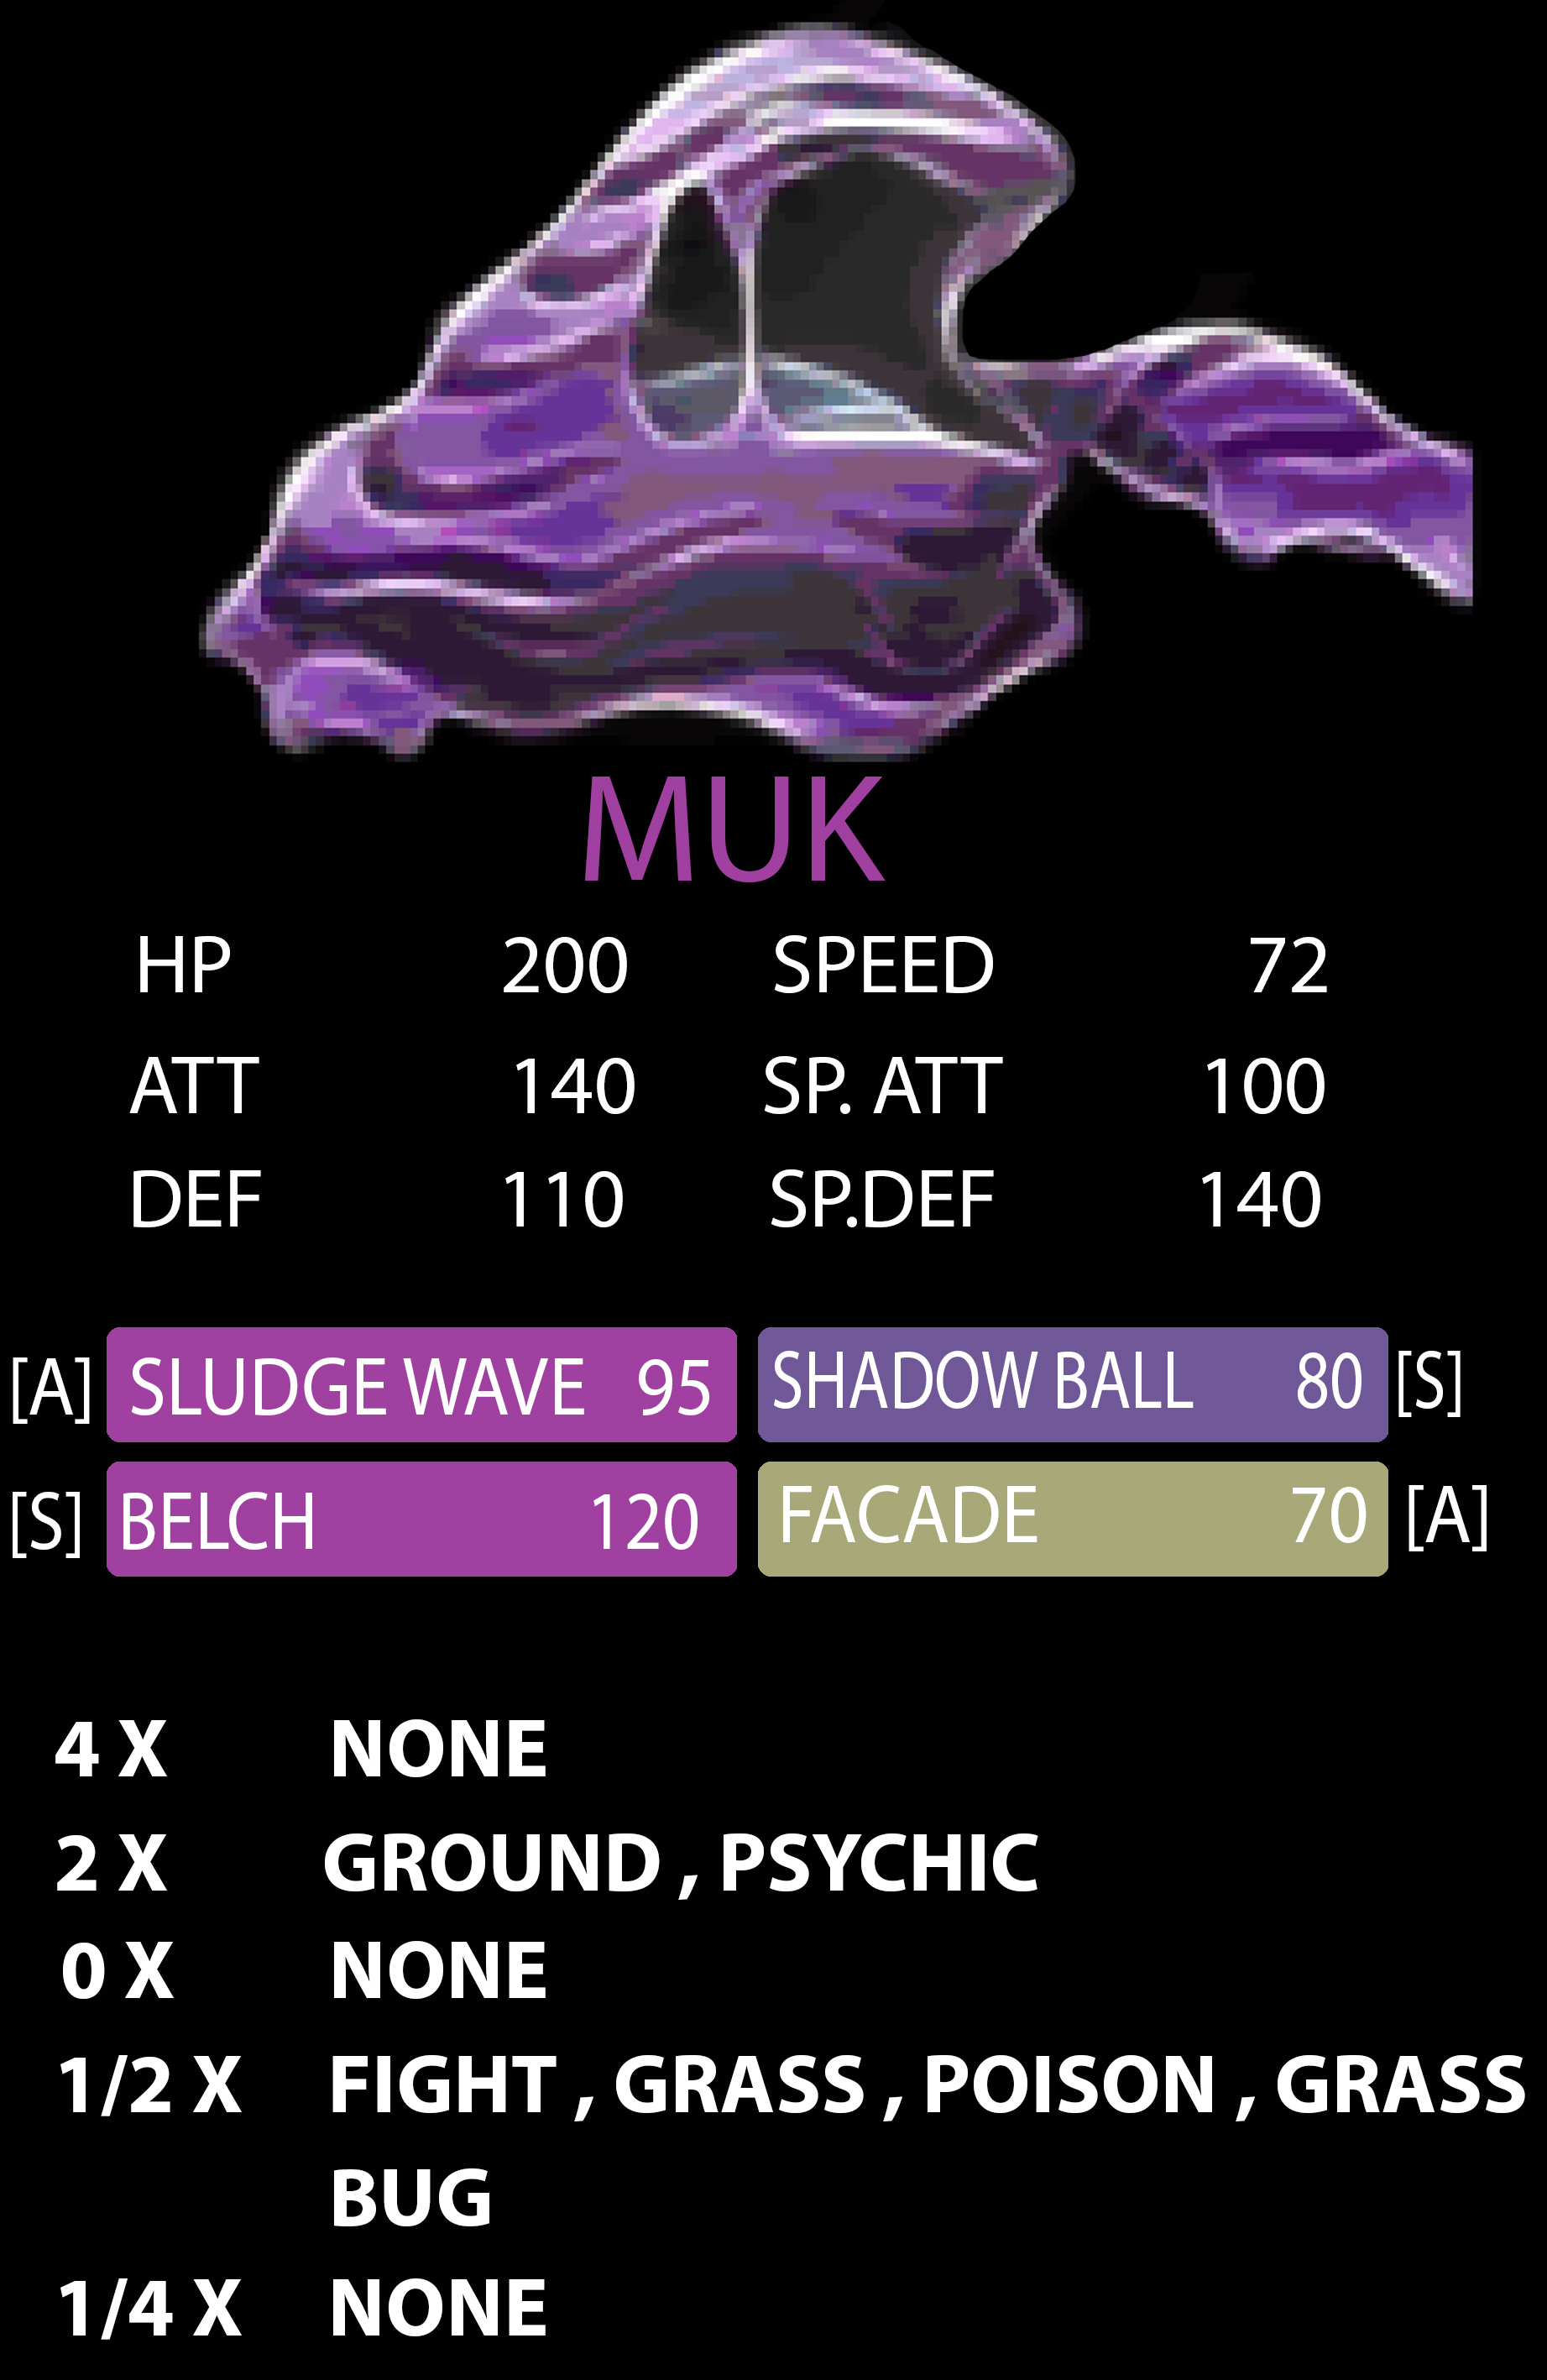 MUK
HP 200 SPEED 72
ATT 140 SP. ATT 100
DEF 110 SP.DEF 140
[A] SLUDGE WAVE 95 SHADOW BALL 80 [S]
[S] BELCH 120 FACADE 70 [A]
4 X NONE
2 X GROUND , PSYCHIC
0 X NONE
1/2 X FIGHT , GRASS , POISON , GRASS
BUG
1/4 X NONE